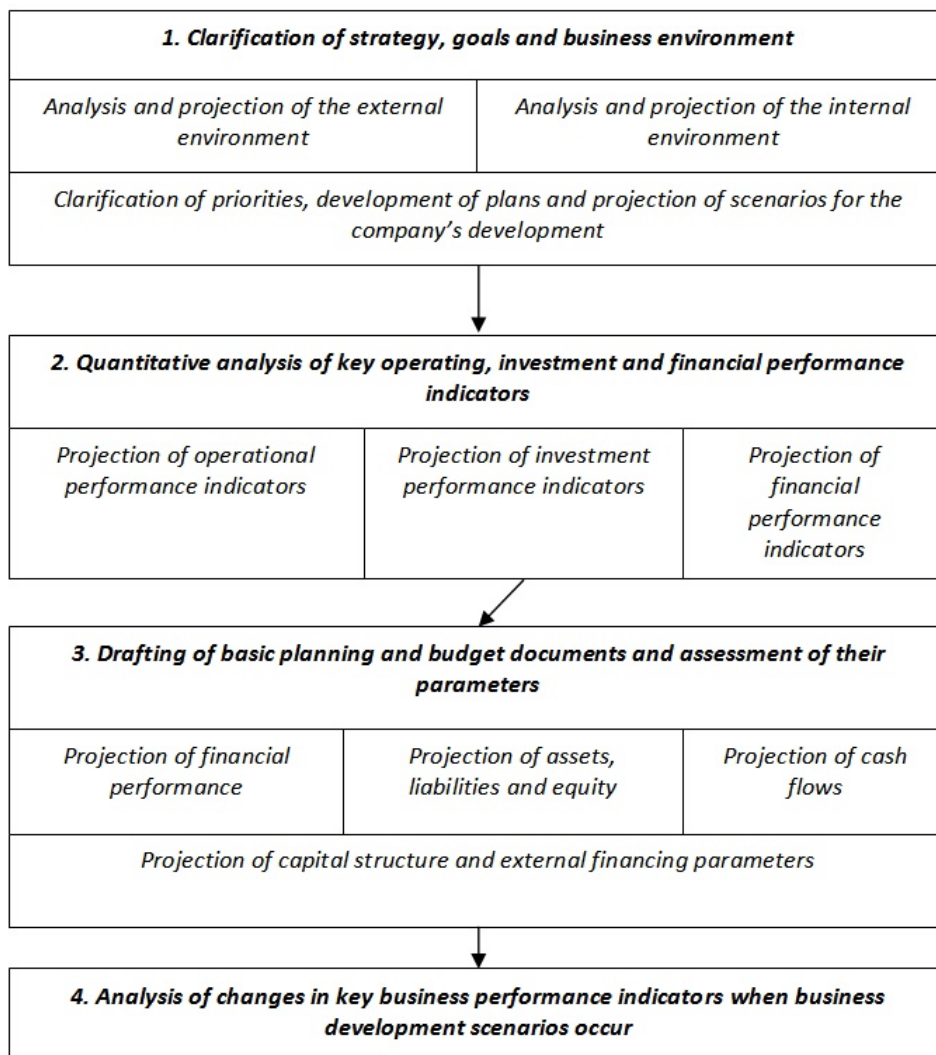 1. Clarification of strategy, goals and business environment
Analysis and projection of the external
environment
Analysis and projection of the internal
environment
Clarification of priorities, development of plans and projection of scenarios for the
company’s development
2. Quantitative analysis of key operating, investment and financial performance
indicators
Projection of operational
performance indicators
Projection of investment
performance indicators
Projection of
financial
performance
indicators
3. Drafting of basic planning and budget documents and assessment of their
parameters
Projection of financial
performance
Projection of assets,
liabilities and equity
Projection of cash
flows
Projection of capital structure and external financing parameters
4. Analysis of changes in key business performance indicators when business
development scenarios occur